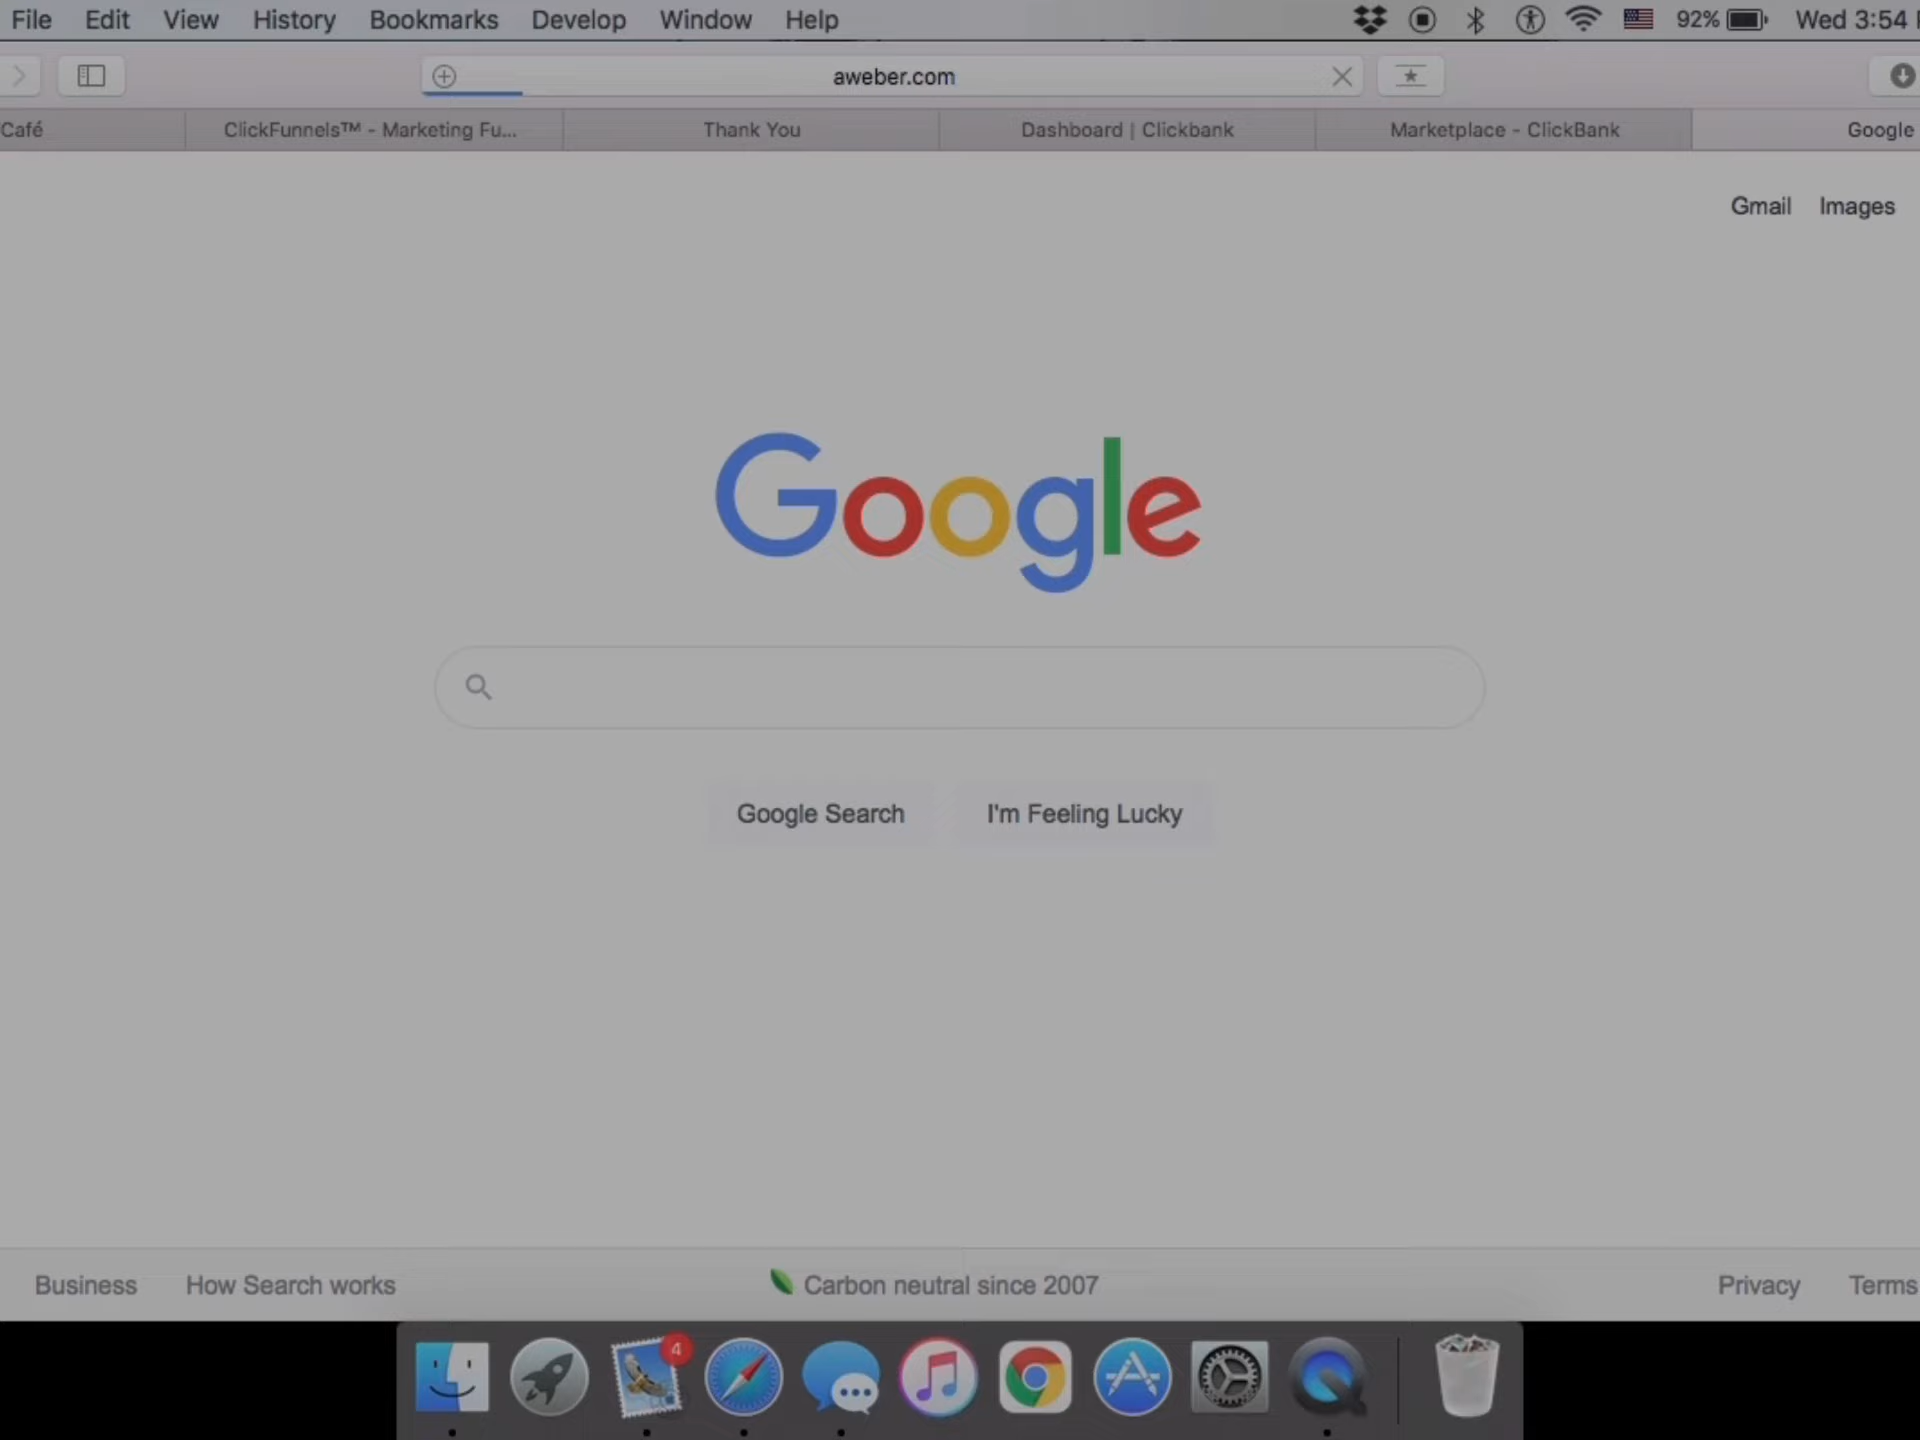 File Edit View History Bookmarks Develop Window Help 92% Wed 3:54
aweber.com
Café ClickFunnels™ - Marketing Fu... Thank You Dashboard | Clickbank Marketplace - ClickBank Google
Gmail Images
Google
Google Search I'm Feeling Lucky
Business How Search works Carbon neutral since 2007 Privacy Terms
4